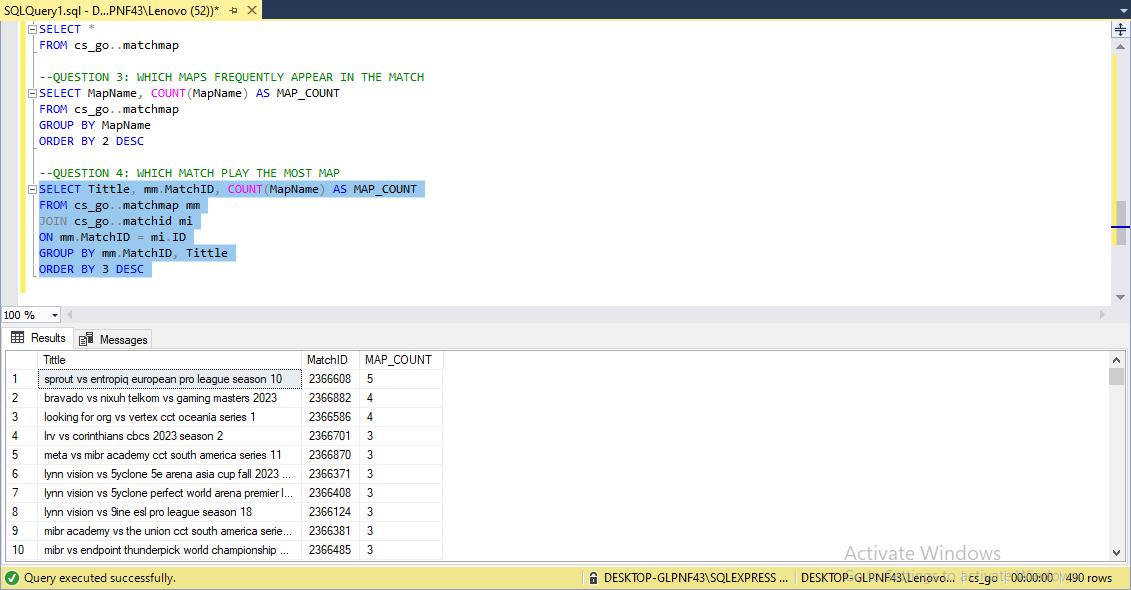 SQLQuery1.sql - D...PNF43\Lenovo (52))*
SELECT *
FROM cs_go..matchmap
--QUESTION 3: WHICH MAPS FREQUENTLY APPEAR IN THE MATCH
SELECT MapName, COUNT(MapName) AS MAP_COUNT
FROM cs_go..matchmap
GROUP BY MapName
ORDER BY 2 DESC
--QUESTION 4: WHICH MATCH PLAY THE MOST MAP
SELECT Tittle, mm.MatchID, COUNT(MapName) AS MAP_COUNT
FROM cs_go..matchmap mm
JOIN cs_go..matchid mi
ON mm.MatchID = mi.ID
GROUP BY mm.MatchID, Tittle
ORDER BY 3 DESC
100 %
Results Messages
Tittle MatchID MAP_COUNT
1 sprout vs entropiq european pro league season 10 2366608 5
2 bravado vs nixuh telkom vs gaming masters 2023 2366882 4
3 looking for org vs vertex cct oceania series 1 2366586 4
4 lrv vs corinthians cbcs 2023 season 2 2366701 3
5 meta vs mibr academy cct south america series 11 2366870 3
6 lynn vision vs 5yclone 5e arena asia cup fall 2023 ... 2366371 3
7 lynn vision vs 5yclone perfect world arena premier l... 2366408 3
8 lynn vision vs 9ine esl pro league season 18 2366124 3
9 mibr academy vs the union cct south america serie... 2366381 3
10 mibr vs endpoint thunderpick world championship ... 2366485 3
Activate Windows
Go to Settings to activate Windows.
Query executed successfully. DESKTOP-GLPNF43\SQLEXPRESS ... DESKTOP-GLPNF43\Lenovo... cs_go 00:00:00 490 rows